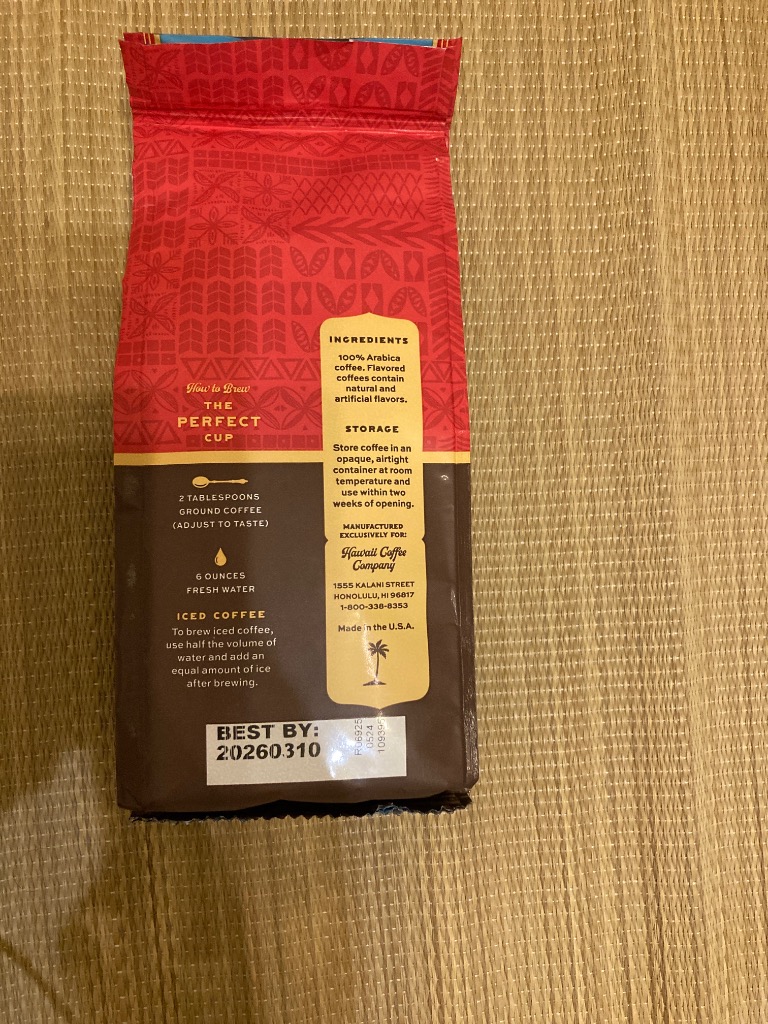 How to Brew
THE
PERFECT
CUP
2 TABLESPOONS
GROUND COFFEE
(ADJUST TO TASTE)
6 OUNCES
FRESH WATER
ICED COFFEE
To brew iced coffee,
use half the volume of
water and add an
equal amount of ice
after brewing.
INGREDIENTS
100% Arabica
coffee. Flavored
coffees contain
natural and
artificial flavors.
STORAGE
Store coffee in an
opaque, airtight
container at room
temperature and
use within two
weeks of opening.
MANUFACTURED
EXCLUSIVELY FOR:
Hawaii Coffee
Company
1555 KALANI STREET
HONOLULU, HI 96817
1-800-338-8353
Made in the U.S.A.
BEST BY:
20260310
R06925
0524
109395